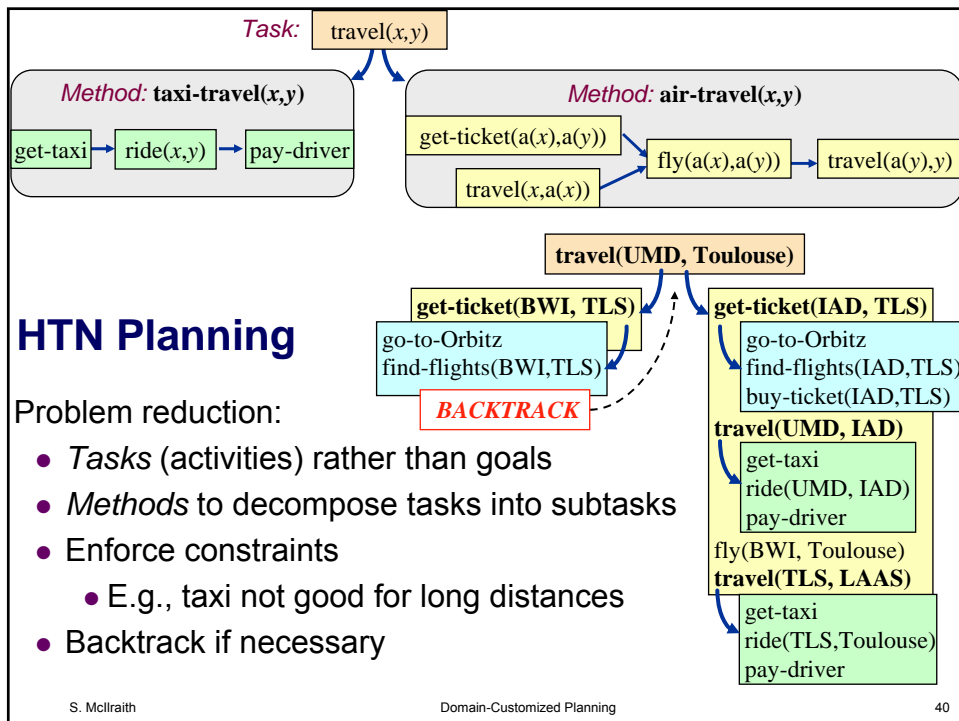 Task: travel(x,y)
Method: taxi-travel(x,y)
get-taxi ride(x,y) pay-driver
Method: air-travel(x,y)
get-ticket(a(x),a(y))
travel(x,a(x))
fly(a(x),a(y)) travel(a(y),y)
travel(UMD, Toulouse)
get-ticket(BWI, TLS)
go-to-Orbitz
find-flights(BWI,TLS)
BACKTRACK
get-ticket(IAD, TLS)
go-to-Orbitz
find-flights(IAD,TLS)
buy-ticket(IAD,TLS)
travel(UMD, IAD)
get-taxi
ride(UMD, IAD)
pay-driver
fly(BWI, Toulouse)
travel(TLS, LAAS)
get-taxi
ride(TLS,Toulouse)
pay-driver
HTN Planning
Problem reduction:
• Tasks (activities) rather than goals
• Methods to decompose tasks into subtasks
• Enforce constraints
• E.g., taxi not good for long distances
• Backtrack if necessary
S. McIlraith Domain-Customized Planning 40